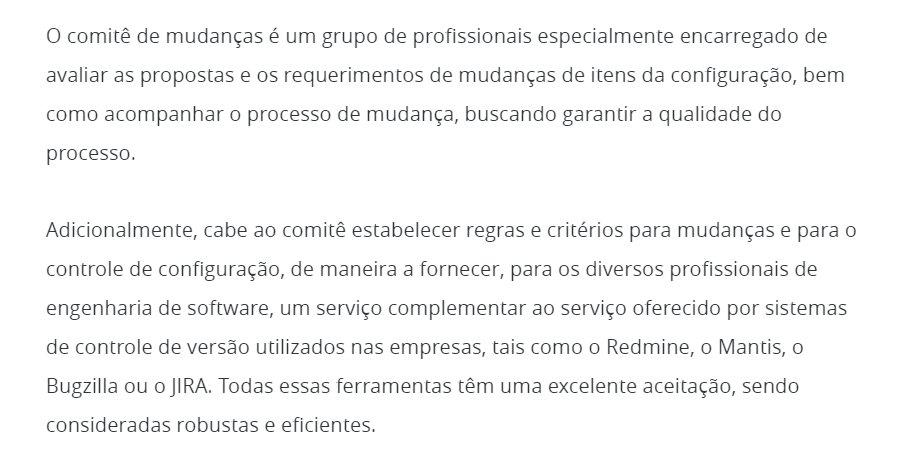 O comitê de mudanças é um grupo de profissionais especialmente encarregado de
avaliar as propostas e os requerimentos de mudanças de itens da configuração, bem
como acompanhar o processo de mudança, buscando garantir a qualidade do
processo.
Adicionalmente, cabe ao comitê estabelecer regras e critérios para mudanças e para o
controle de configuração, de maneira a fornecer, para os diversos profissionais de
engenharia de software, um serviço complementar ao serviço oferecido por sistemas
de controle de versão utilizados nas empresas, tais como o Redmine, o Mantis, o
Bugzilla ou o JIRA. Todas essas ferramentas têm uma excelente aceitação, sendo
consideradas robustas e eficientes.